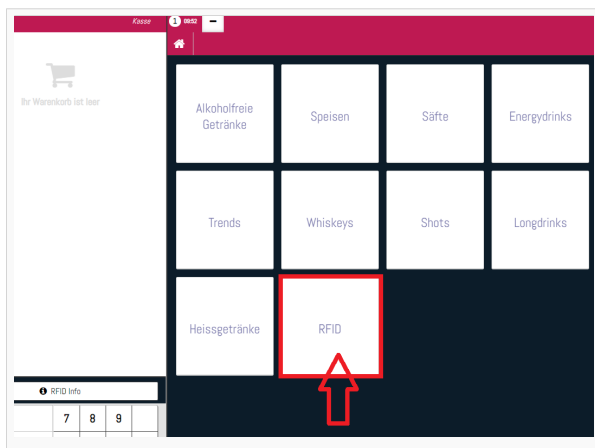 Kasse
1 09:52 –
Ihr Warenkorb ist leer
Alkoholfreie
Getränke
Speisen
Säfte
Energydrinks
Trends
Whiskeys
Shots
Longdrinks
Heissgetränke
RFID
RFID Info
7 8 9